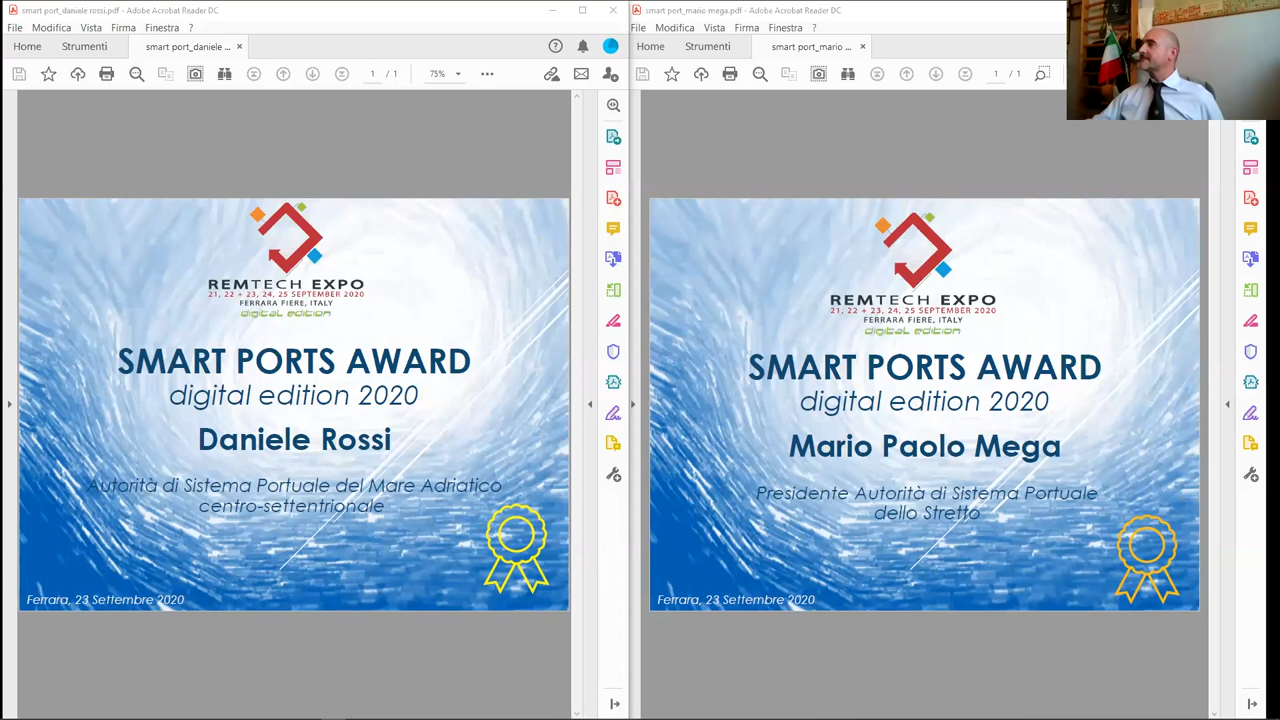 smart port_daniele rossi.pdf - Adobe Acrobat Reader DC
File Modifica Vista Firma Finestra ?
Home Strumenti smart port_daniele ... ×
1 / 1 75%
REMTECH EXPO
21, 22 + 23, 24, 25 SEPTEMBER 2020
FERRARA FIERE, ITALY
digital edition
SMART PORTS AWARD
digital edition 2020
Daniele Rossi
Autorità di Sistema Portuale del Mare Adriatico
centro-settentrionale
Ferrara, 23 Settembre 2020
smart port_mario mega.pdf - Adobe Acrobat Reader DC
File Modifica Vista Firma Finestra ?
Home Strumenti smart port_mario ... ×
1 / 1
REMTECH EXPO
21, 22 + 23, 24, 25 SEPTEMBER 2020
FERRARA FIERE, ITALY
digital edition
SMART PORTS AWARD
digital edition 2020
Mario Paolo Mega
Presidente Autorità di Sistema Portuale
dello Stretto
Ferrara, 23 Settembre 2020